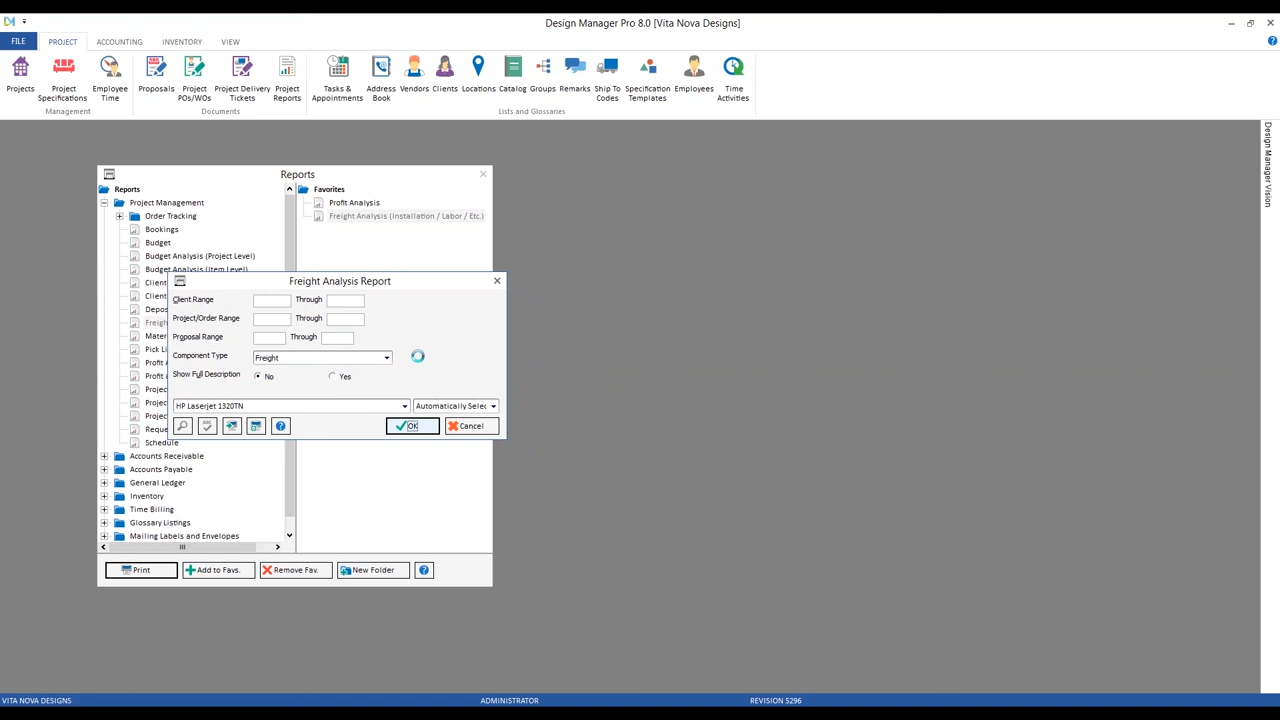 Design Manager Pro 8.0 [Vita Nova Designs]
FILE PROJECT ACCOUNTING INVENTORY VIEW
Projects
Project Specifications
Employee Time
Proposals
Project POs/WOs
Project Delivery Tickets
Project Reports
Tasks & Appointments
Address Book
Vendors
Clients
Locations
Catalog
Groups
Remarks
Ship To Codes
Specification Templates
Employees
Time Activities
Management
Documents
Lists and Glossaries
Design Manager Vision
Reports
Reports
Project Management
Order Tracking
Bookings
Budget
Budget Analysis (Project Level)
Budget Analysis (Item Level)
Client
Client
Depos
Freigh
Mater
Pick Li
Profit A
Profit &
Projec
Projec
Projec
Projec
Reque
Schedule
Accounts Receivable
Accounts Payable
General Ledger
Inventory
Time Billing
Glossary Listings
Mailing Labels and Envelopes
Favorites
Profit Analysis
Freight Analysis (Installation / Labor / Etc.)
Freight Analysis Report
Client Range Through
Project/Order Range Through
Proposal Range Through
Component Type Freight
Show Full Description No Yes
HP Laserjet 1320TN Automatically Selec
ABC
OK Cancel
Print Add to Favs. Remove Fav. New Folder
VITA NOVA DESIGNS ADMINISTRATOR REVISION 5296